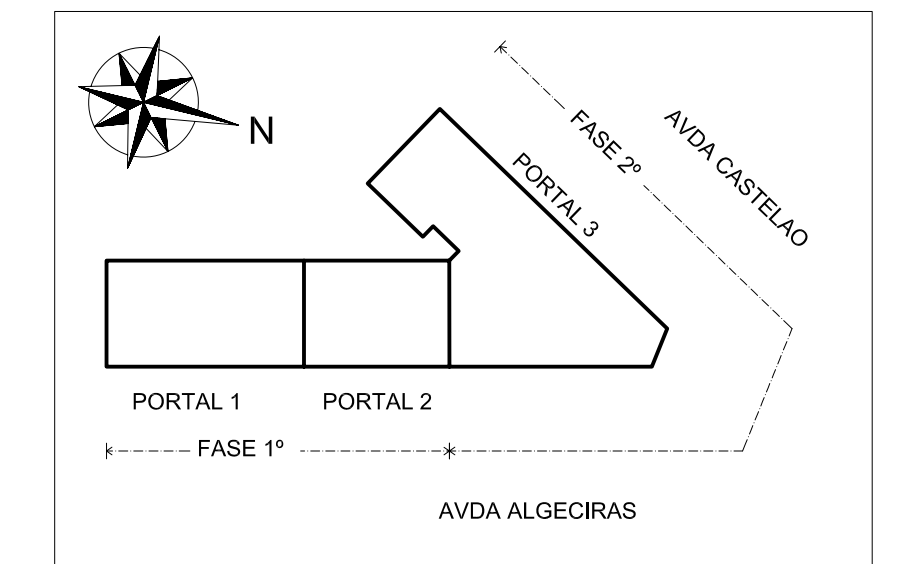 N
FASE 2º
AVDA CASTELAO
PORTAL 3
PORTAL 1
PORTAL 2
FASE 1º
AVDA ALGECIRAS